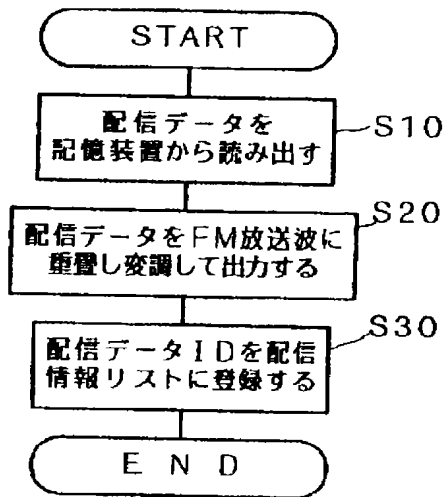 START
配信データを
記憶装置から読み出す
S10
配信データをFM放送波に
重畳し変調して出力する
S20
配信データIDを配信
情報リストに登録する
S30
END